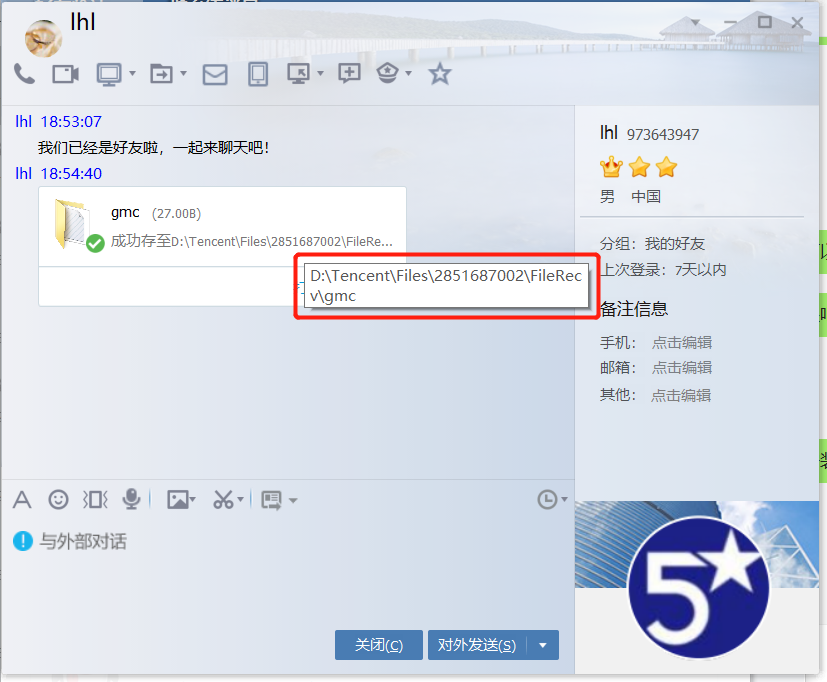 lhl
lhl 18:53:07
我们已经是好友啦，一起来聊天吧！
lhl 18:54:40
gmc (27.00B)
成功存至D:\Tencent\Files\2851687002\FileRe...
D:\Tencent\Files\2851687002\FileRec
v\gmc
与外部对话
关闭(C)
对外发送(S)
lhl 973643947
男 中国
分组：我的好友
上次登录：7天以内
备注信息
手机：点击编辑
邮箱：点击编辑
其他：点击编辑
5